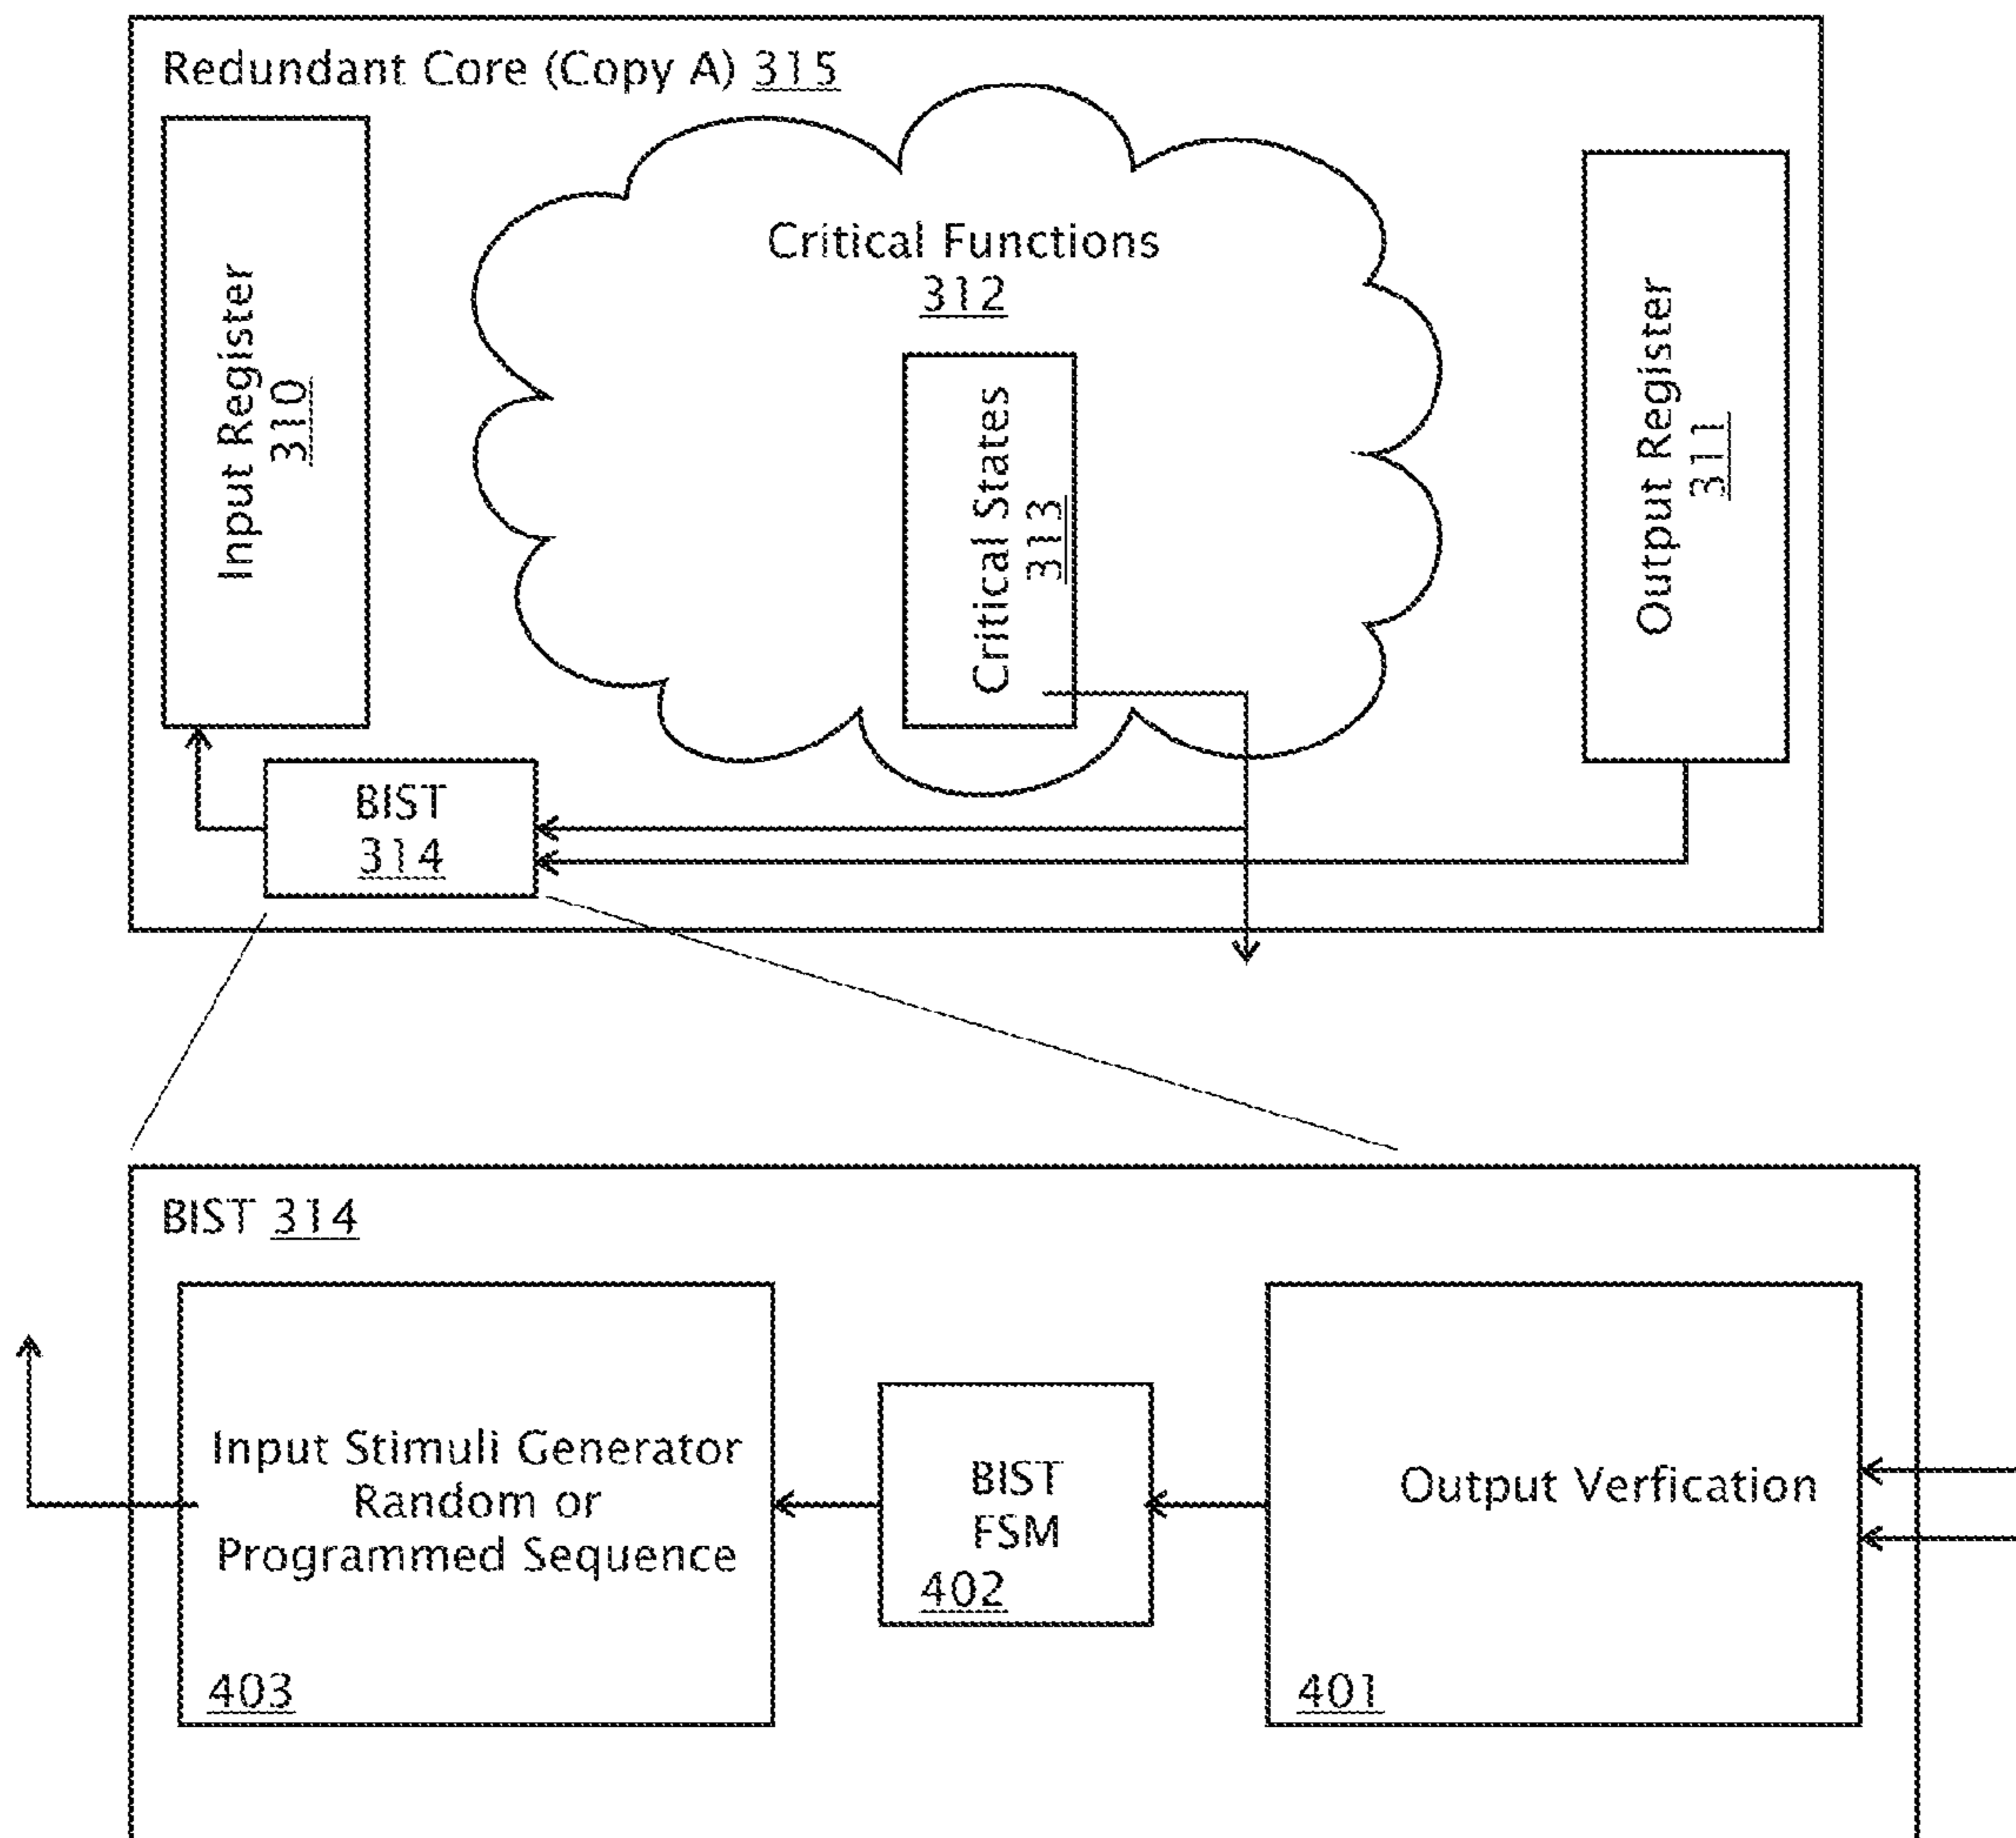 Redundant Core (Copy A) 315
Input Register
310
Critical Functions
312
Critical States
313
Output Register
311
BIST
314
BIST 314
Input Stimuli Generator
Random or
Programmed Sequence
403
BIST
FSM
402
Output Verfication
401